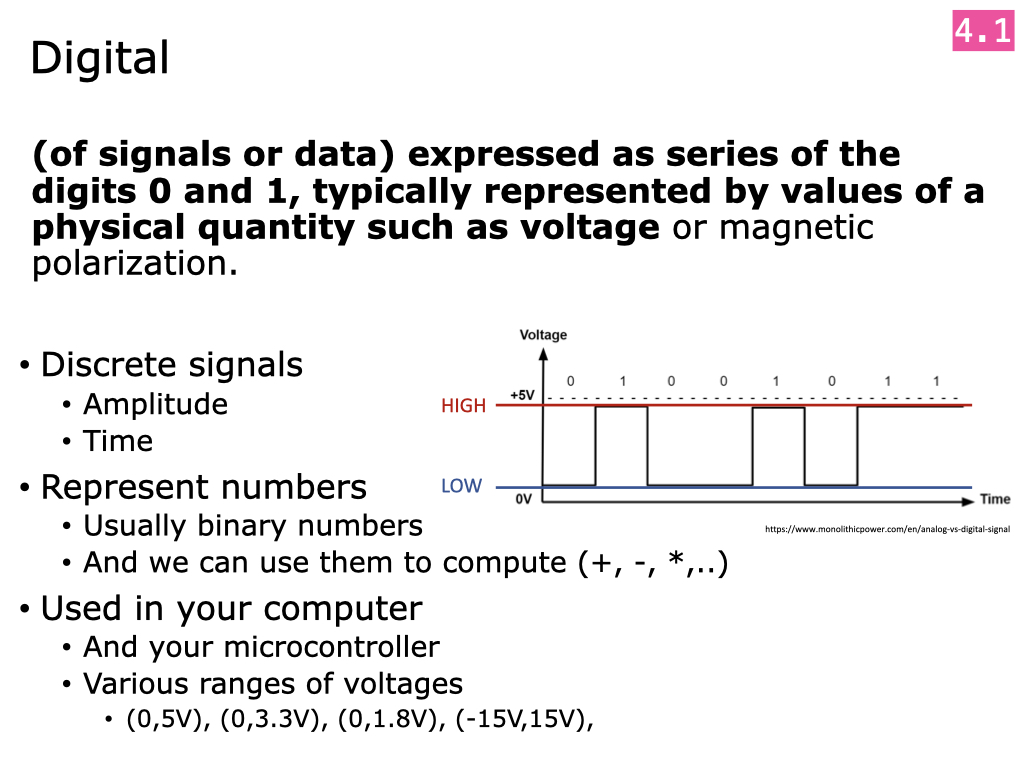 4.1
Digital
(of signals or data) expressed as series of the
digits 0 and 1, typically represented by values of a
physical quantity such as voltage or magnetic
polarization.
• Discrete signals
• Amplitude
• Time
• Represent numbers
• Usually binary numbers
• And we can use them to compute (+, -, *,..)
• Used in your computer
• And your microcontroller
• Various ranges of voltages
• (0,5V), (0,3.3V), (0,1.8V), (-15V,15V),
Voltage
0 1 0 0 1 0 1 1
+5V
HIGH
LOW
0V
Time
https://www.monolithicpower.com/en/analog-vs-digital-signal